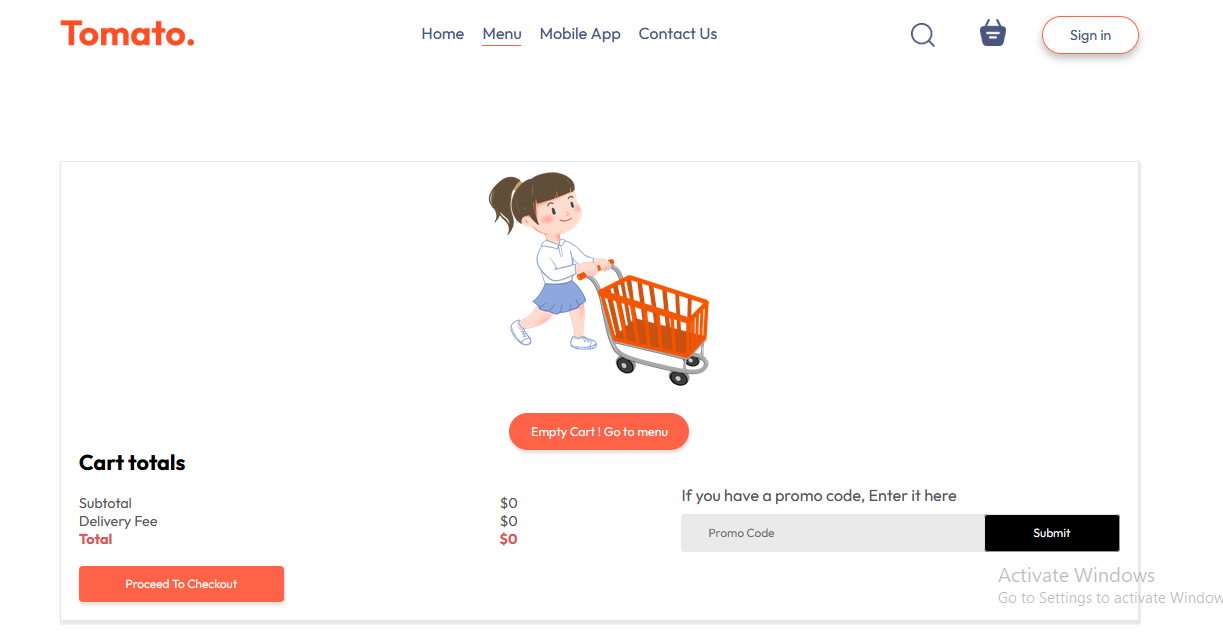 Tomato.
Home Menu Mobile App Contact Us
Sign in
Empty Cart ! Go to menu
Cart totals
Subtotal $0
Delivery Fee $0
Total $0
Proceed To Checkout
If you have a promo code, Enter it here
Promo Code Submit
Activate Windows
Go to Settings to activate Window